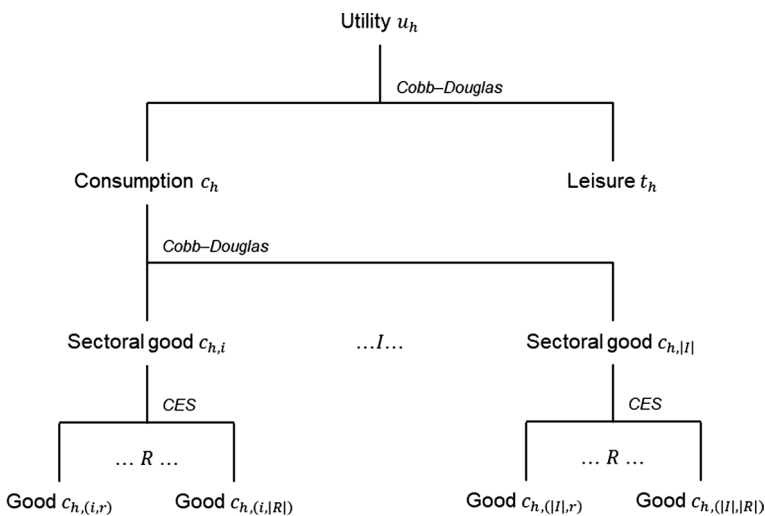 Utility u_h
Cobb–Douglas
Consumption c_h
Leisure t_h
Cobb–Douglas
Sectoral good c_{h,i}
…I…
Sectoral good c_{h,|I|}
CES
CES
… R …
… R …
Good c_{h,(i,r)}
Good c_{h,(i,|R|)}
Good c_{h,(|I|,r)}
Good c_{h,(|I|,|R|)}